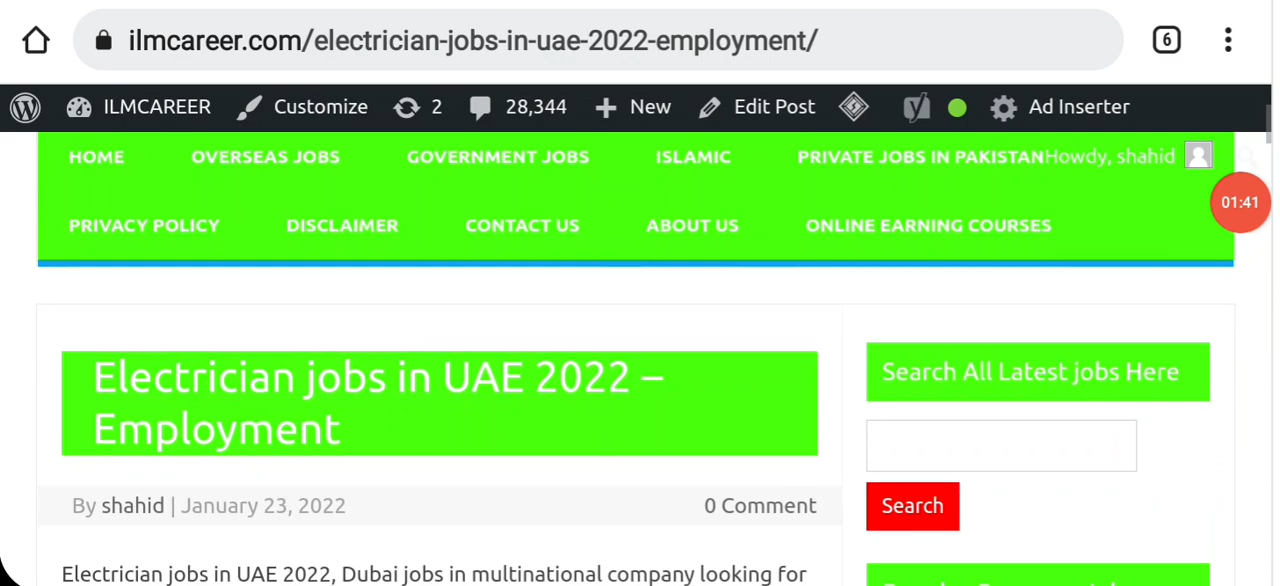 ilmcareer.com/electrician-jobs-in-uae-2022-employment/
6
ILMCAREER Customize 2 28,344 New Edit Post Ad Inserter
HOME OVERSEAS JOBS GOVERNMENT JOBS ISLAMIC PRIVATE JOBS IN PAKISTAN Howdy, shahid
01:41
PRIVACY POLICY DISCLAIMER CONTACT US ABOUT US ONLINE EARNING COURSES
Electrician jobs in UAE 2022 –
Employment
Search All Latest jobs Here
By shahid | January 23, 2022
0 Comment
Search
Electrician jobs in UAE 2022, Dubai jobs in multinational company looking for